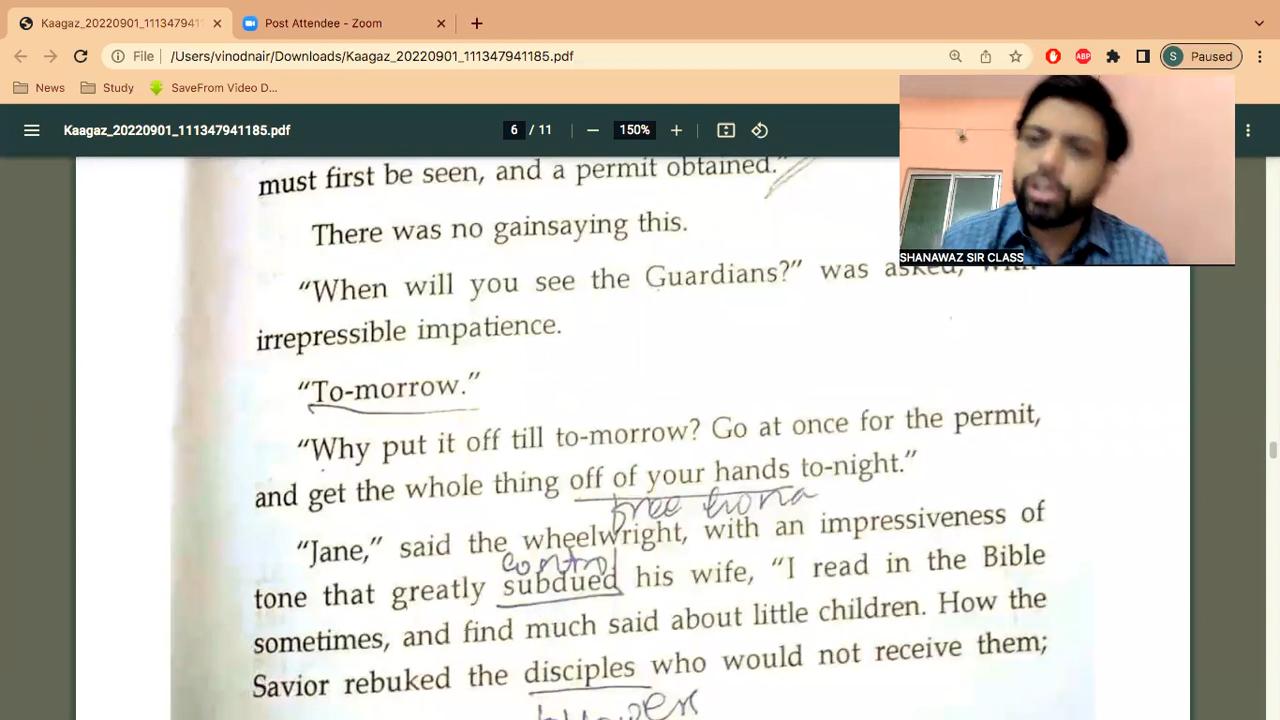 Kaagaz_20220901_1113479411
Post Attendee - Zoom
File
/Users/vinodnair/Downloads/Kaagaz_20220901_111347941185.pdf
S Paused
ABP
News
Study
SaveFrom Video D...
Kaagaz_20220901_111347941185.pdf
6 / 11
150%
must first be seen, and a permit obtained."
There was no gainsaying this.
SHANAWAZ SIR CLASS
"When will you see the Guardians?" was asked, with
irrepressible impatience.
"To-morrow."
"Why put it off till to-morrow? Go at once for the permit,
and get the whole thing off of your hands to-night."
free
"Jane," said the wheelwright, with an impressiveness of
control
tone that greatly subdued his wife, "I read in the Bible
sometimes, and find much said about little children. How the
Savior rebuked the disciples who would not receive them;